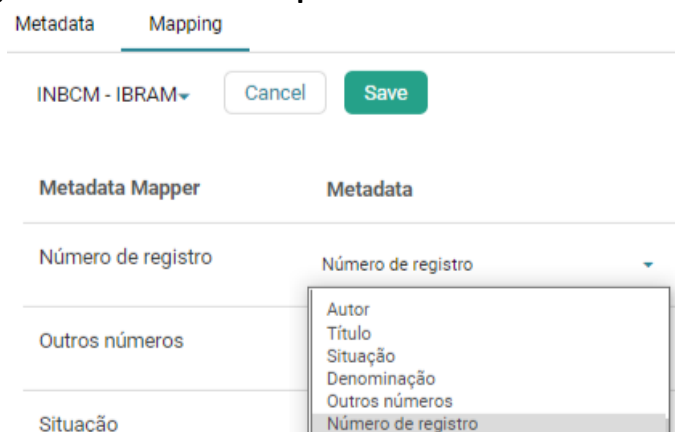 Metadata Mapping
INBCM - IBRAM Cancel Save
Metadata Mapper Metadata
Número de registro Número de registro
Autor
Título
Outros números Situação
Denominação
Outros números
Situação Número de registro